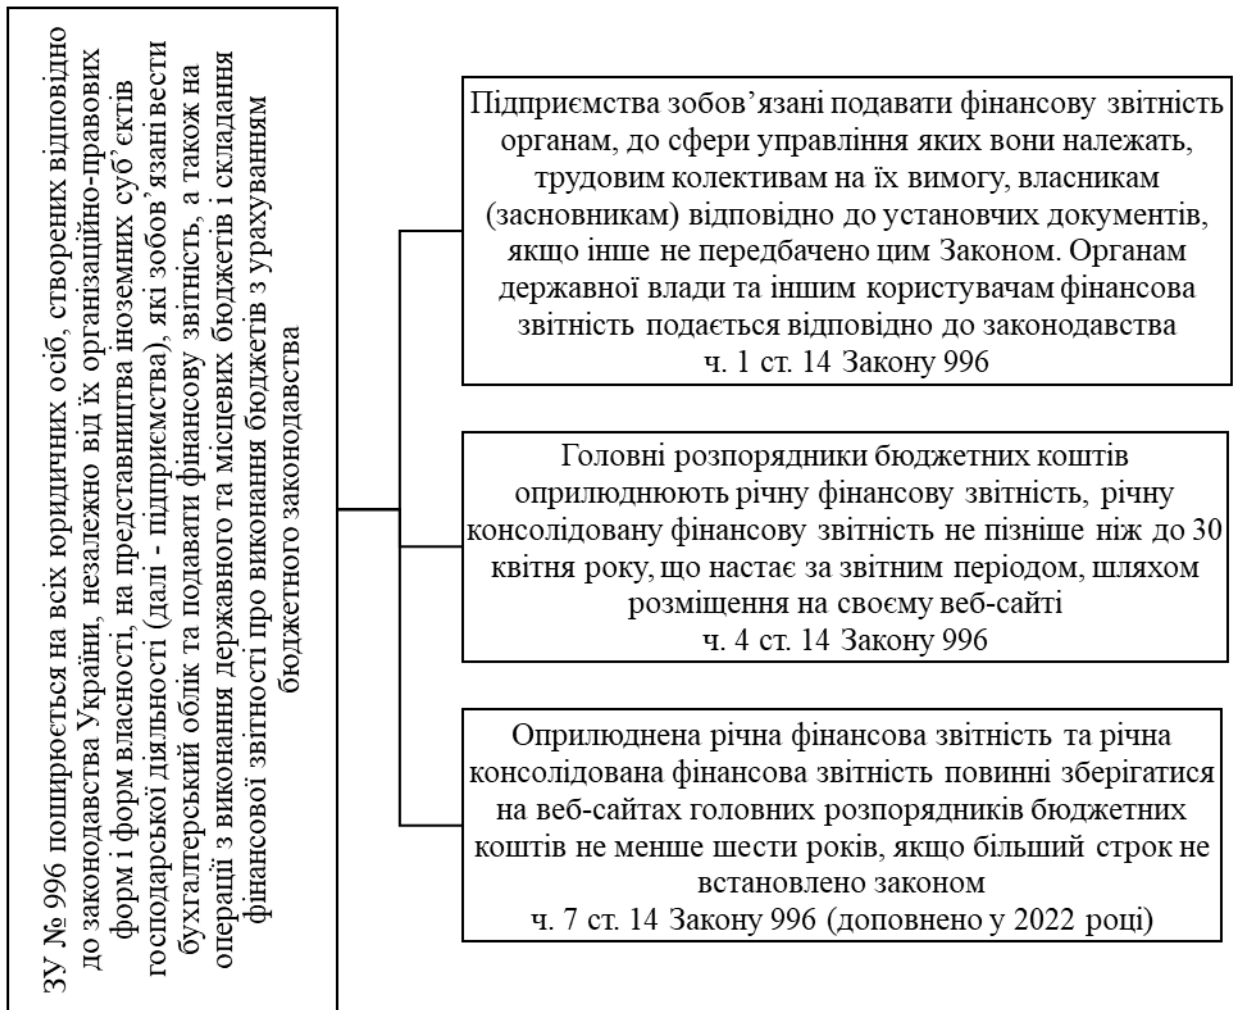 ЗУ № 996 поширюється на всіх юридичних осіб, створених відповідно
до законодавства України, незалежно від їх організаційно-правових
форм і форм власності, на представництва іноземних суб’єктів
господарської діяльності (далі - підприємства), які зобов’язані вести
бухгалтерський облік та подавати фінансову звітність, а також на
операції з виконання державного та місцевих бюджетів і складання
фінансової звітності про виконання бюджетів з урахуванням
бюджетного законодавства
Підприємства зобов’язані подавати фінансову звітність
органам, до сфери управління яких вони належать,
трудовим колективам на їх вимогу, власникам
(засновникам) відповідно до установчих документів,
якщо інше не передбачено цим Законом. Органам
державної влади та іншим користувачам фінансова
звітність подається відповідно до законодавства
ч. 1 ст. 14 Закону 996
Головні розпорядники бюджетних коштів
оприлюднюють річну фінансову звітність, річну
консолідовану фінансову звітність не пізніше ніж до 30
квітня року, що настає за звітним періодом, шляхом
розміщення на своєму веб-сайті
ч. 4 ст. 14 Закону 996
Оприлюднена річна фінансова звітність та річна
консолідована фінансова звітність повинні зберігатися
на веб-сайтах головних розпорядників бюджетних
коштів не менше шести років, якщо більший строк не
встановлено законом
ч. 7 ст. 14 Закону 996 (доповнено у 2022 році)